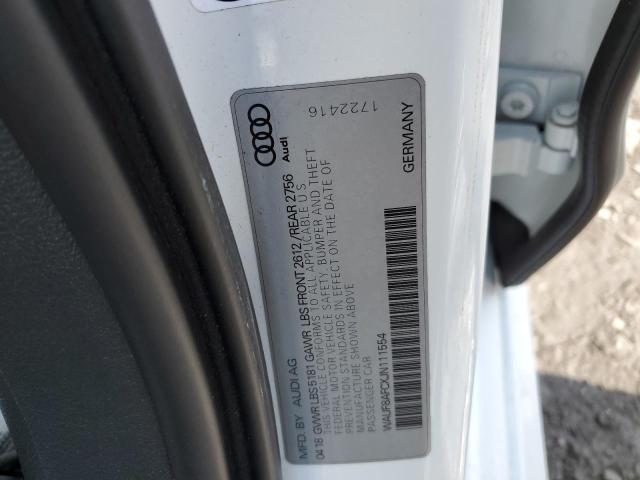 MFD. BY AUDI AG
04 18 GVWR LBS 5181 GAWR LBS FRONT 2612 / REAR 2756
THIS VEHICLE CONFORMS TO ALL APPLICABLE U.S.
FEDERAL MOTOR VEHICLE SAFETY, BUMPER AND THEFT
PREVENTION STANDARDS IN EFFECT ON THE DATE OF
MANUFACTURE SHOWN ABOVE
PASSENGER CAR
WAUF8AFCXJN111554
Audi
1722416
GERMANY